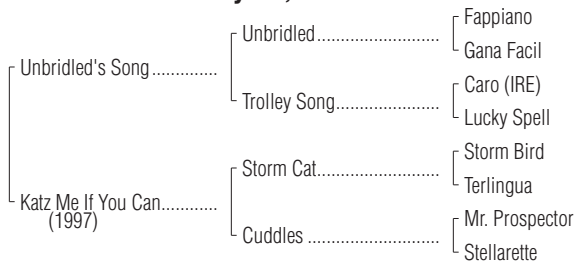 Fappiano
Unbridled
Gana Facil
Unbridled's Song
Caro (IRE)
Trolley Song
Lucky Spell
Storm Bird
Storm Cat
Terlingua
Katz Me If You Can
(1997)
Mr. Prospector
Cuddles
Stellarette